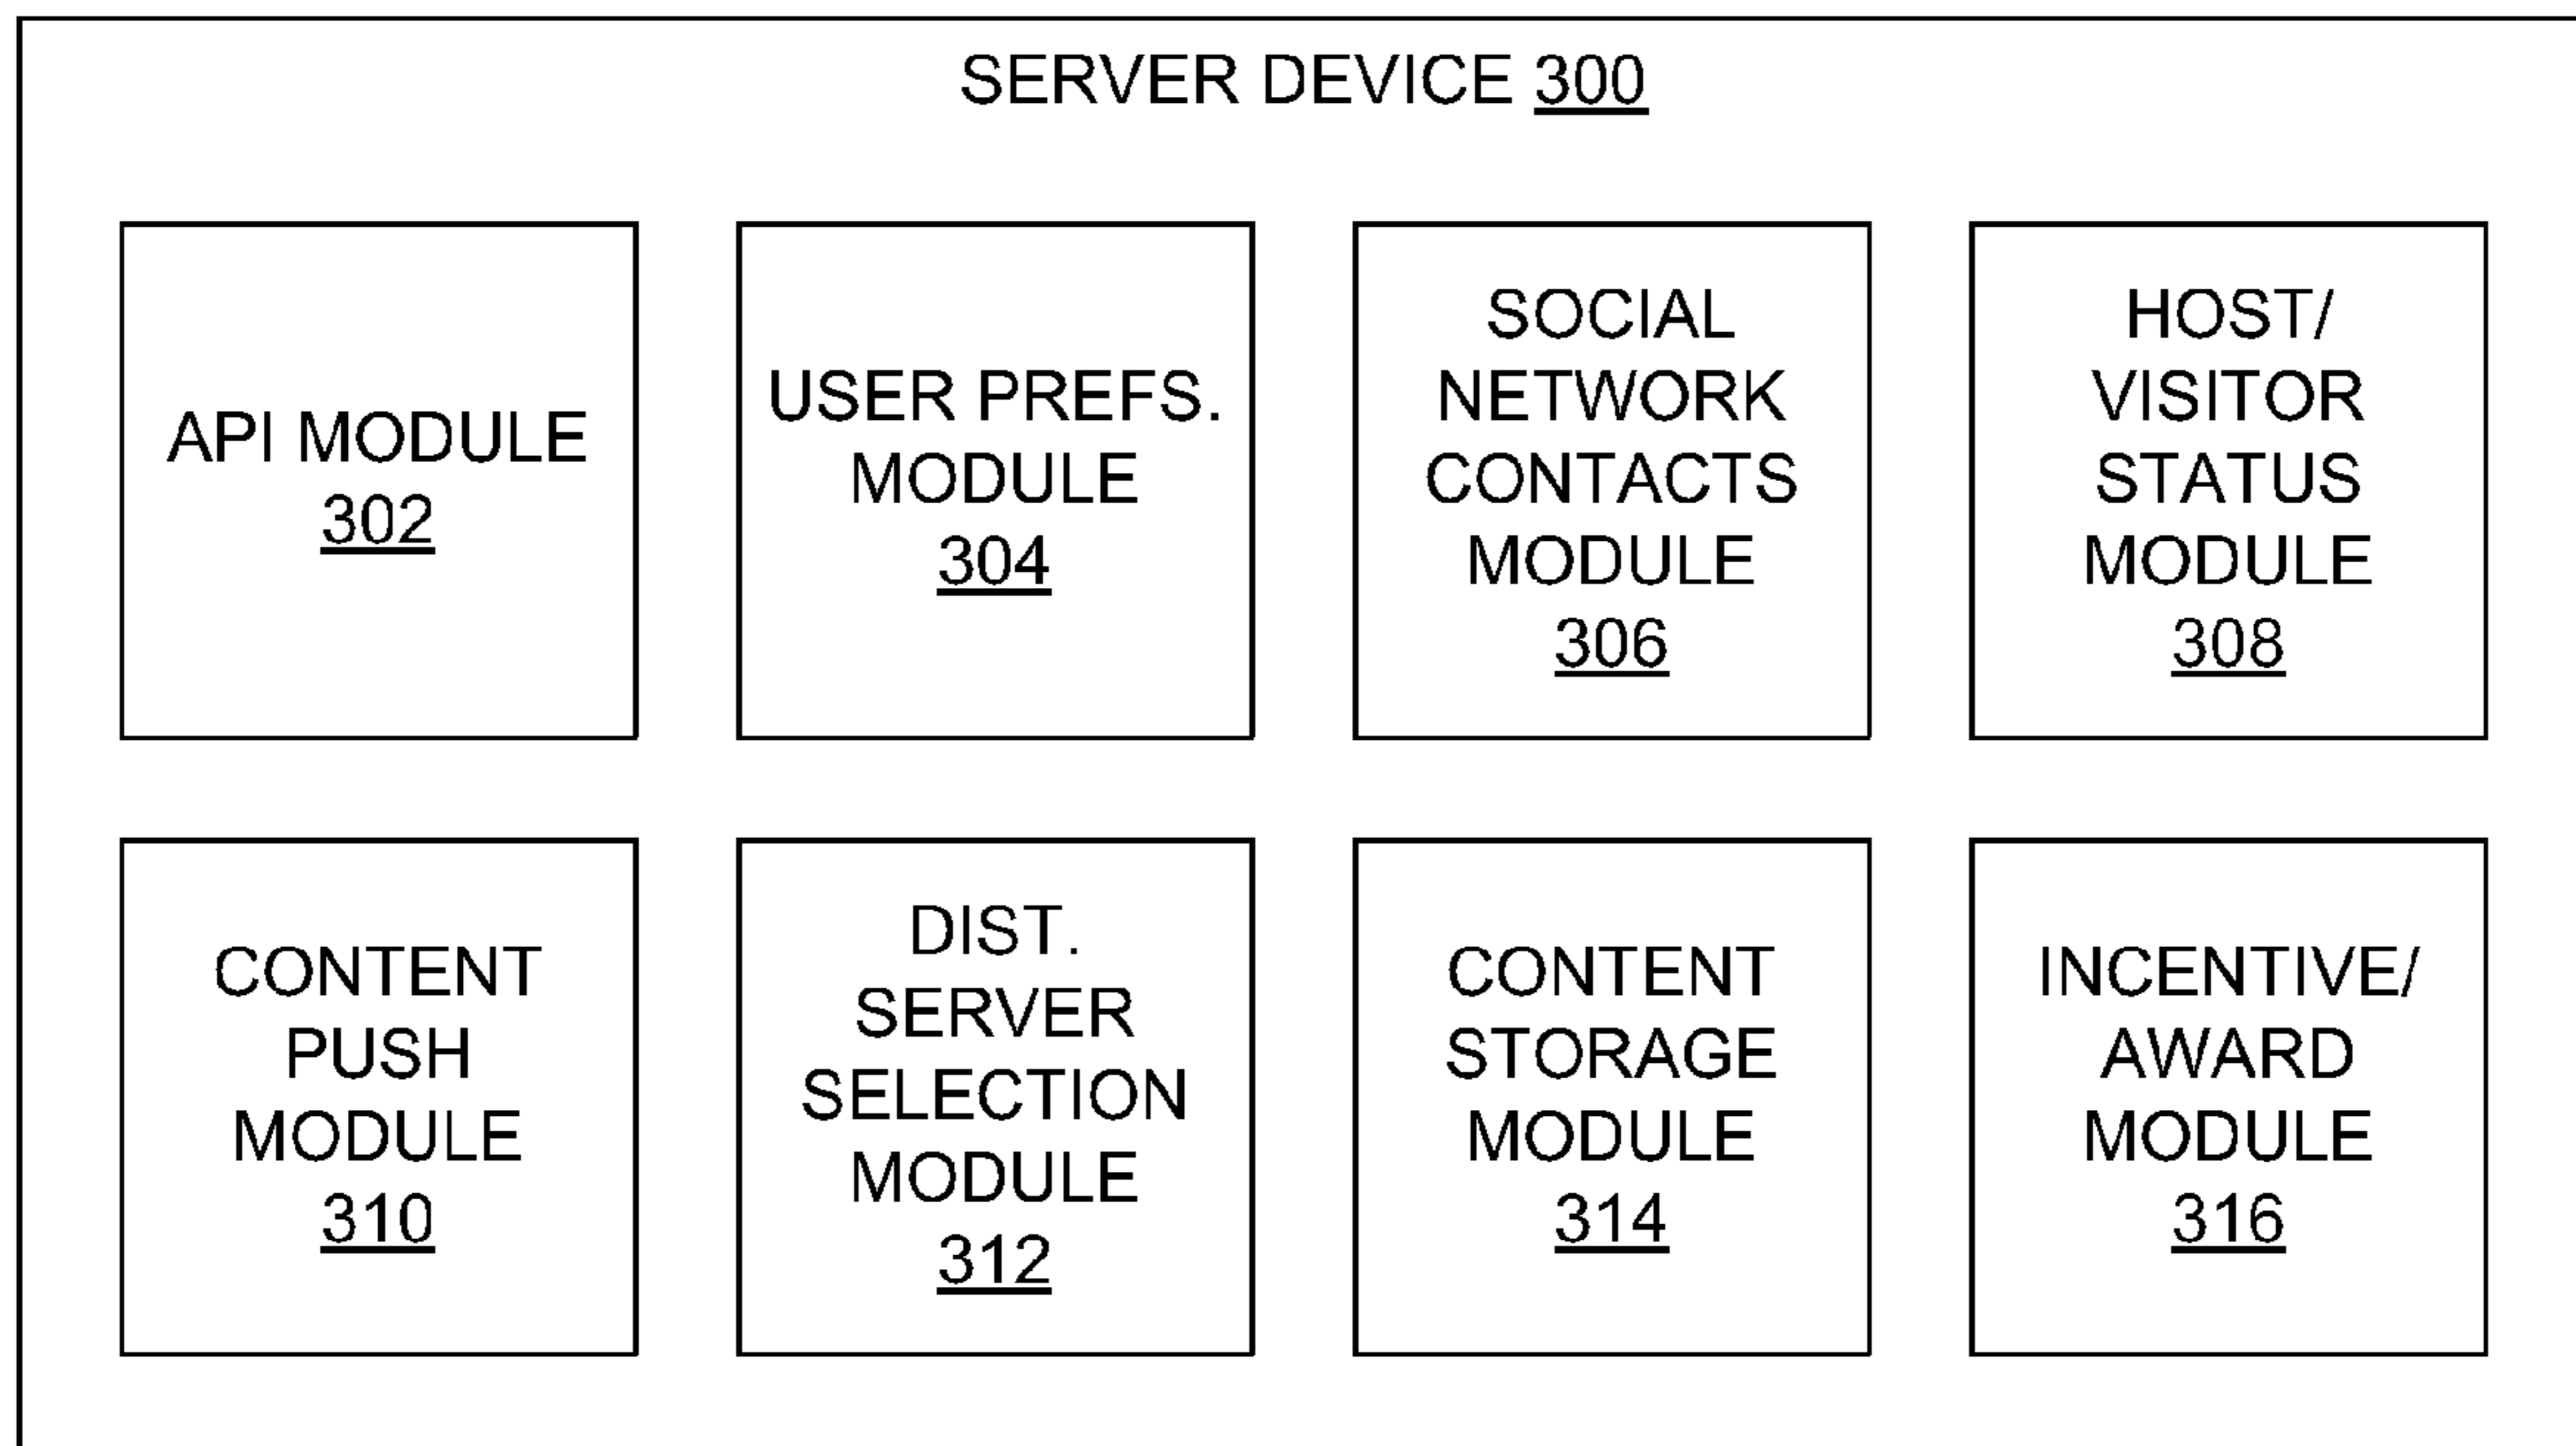 SERVER DEVICE 300
API MODULE
302
USER PREFS.
MODULE
304
SOCIAL
NETWORK
CONTACTS
MODULE
306
HOST/
VISITOR
STATUS
MODULE
308
CONTENT
PUSH
MODULE
310
DIST.
SERVER
SELECTION
MODULE
312
CONTENT
STORAGE
MODULE
314
INCENTIVE/
AWARD
MODULE
316